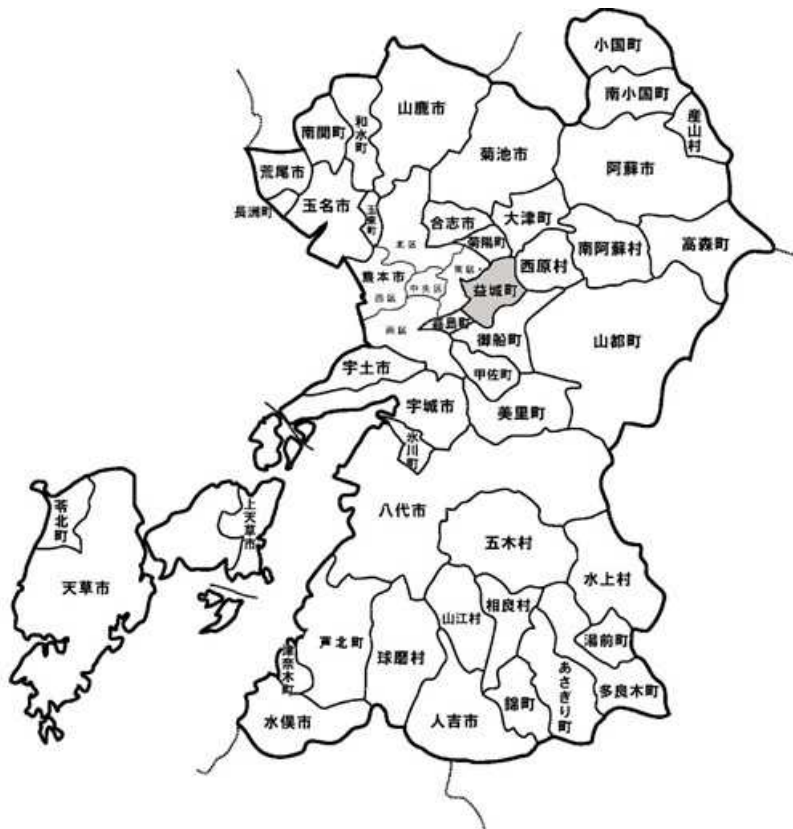 小国町
南小国町
産山村
山鹿市
和水町
南関町
菊池市
阿蘇市
荒尾市
玉名市
長洲町
玉東町
合志市
大津町
菊陽町
北区
南阿蘇村
高森町
西原村
熊本市
東区
中央区
西区
益城町
南区
嘉島町
御船町
山都町
宇土市
甲佐町
宇城市
美里町
氷川町
八代市
上天草市
苓北町
天草市
五木村
水上村
山江村
相良村
湯前町
芦北町
津奈木町
球磨村
あさぎり町
多良木町
錦町
水俣市
人吉市